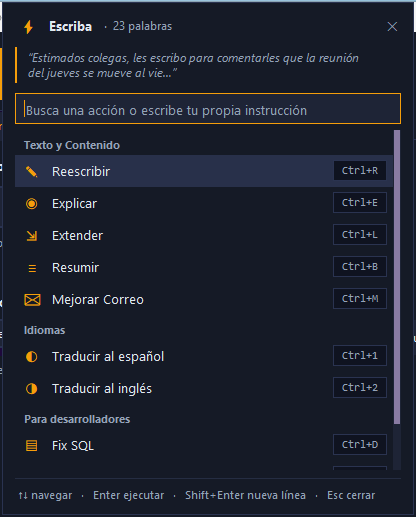 Escriba · 23 palabras
“Estimados colegas, les escribo para comentarles que la reunión
del jueves se mueve al vie...”
Busca una acción o escribe tu propia instrucción
Texto y Contenido
Reescribir Ctrl+R
Explicar Ctrl+E
Extender Ctrl+L
Resumir Ctrl+B
Mejorar Correo Ctrl+M
Idiomas
Traducir al español Ctrl+1
Traducir al inglés Ctrl+2
Para desarrolladores
Fix SQL Ctrl+D
↑↓ navegar · Enter ejecutar · Shift+Enter nueva línea · Esc cerrar